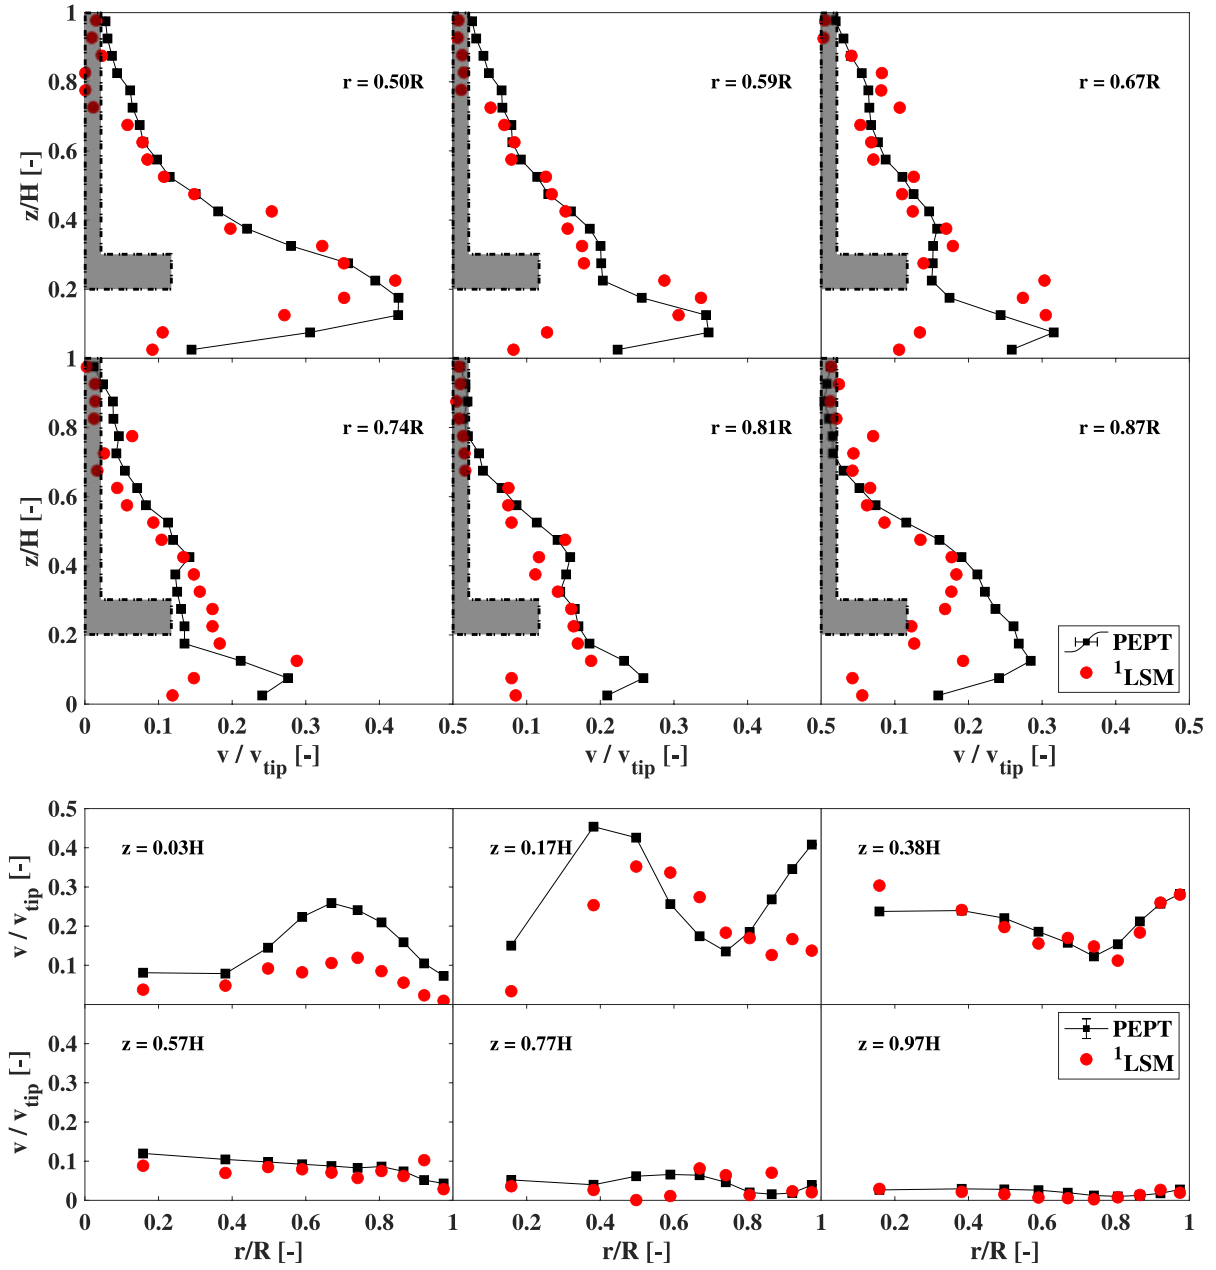 1
0.8
0.6
0.4
0.2
z/H [-]
r = 0.50R
r = 0.59R
r = 0.67R
1
0.8
0.6
0.4
0.2
0
z/H [-]
r = 0.74R
r = 0.81R
r = 0.87R
PEPT
¹LSM
0 0.1 0.2 0.3 0.4 0.5 0.1 0.2 0.3 0.4 0.5 0.1 0.2 0.3 0.4 0.5
v / v_tip [-] v / v_tip [-] v / v_tip [-]
0.5
0.4
0.3
0.2
0.1
v / v_tip [-]
z = 0.03H
z = 0.17H
z = 0.38H
0.4
0.3
0.2
0.1
0
v / v_tip [-]
z = 0.57H
z = 0.77H
z = 0.97H
PEPT
¹LSM
0 0.2 0.4 0.6 0.8 1 0.2 0.4 0.6 0.8 1 0.2 0.4 0.6 0.8 1
r/R [-] r/R [-] r/R [-]